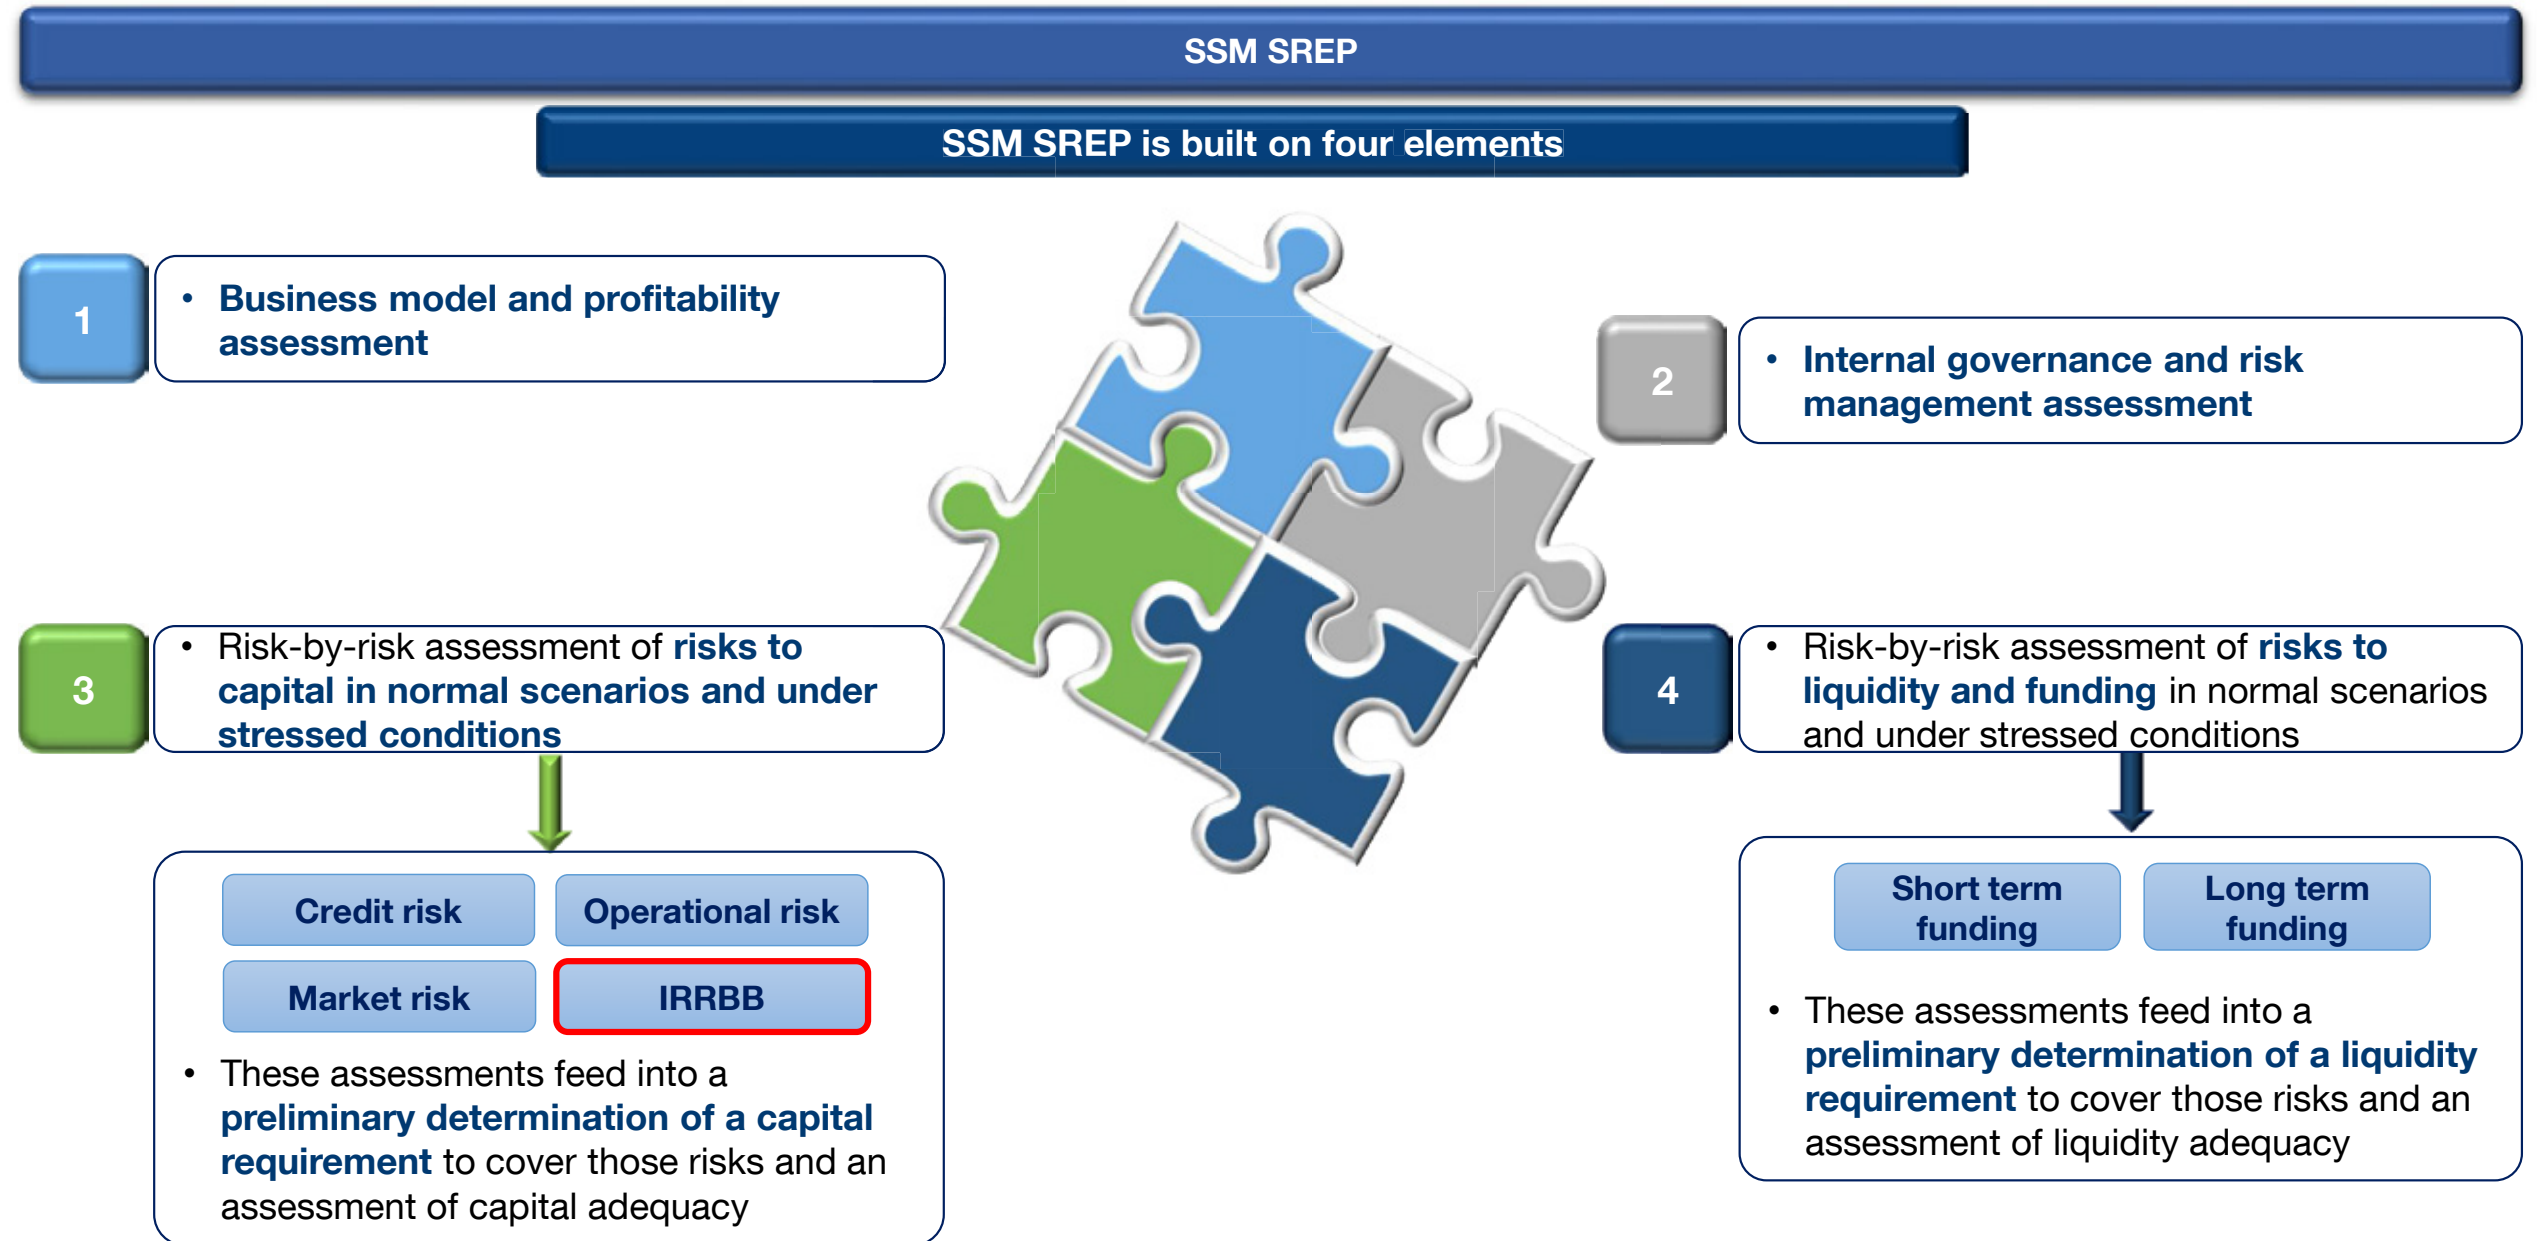 SSM SREP
SSM SREP is built on four elements
1
• Business model and profitability
assessment
2
• Internal governance and risk
management assessment
3
• Risk-by-risk assessment of risks to
capital in normal scenarios and under
stressed conditions
Credit risk
Operational risk
Market risk
IRRBB
• These assessments feed into a
preliminary determination of a capital
requirement to cover those risks and an
assessment of capital adequacy
4
• Risk-by-risk assessment of risks to
liquidity and funding in normal scenarios
and under stressed conditions
Short term
funding
Long term
funding
• These assessments feed into a
preliminary determination of a liquidity
requirement to cover those risks and an
assessment of liquidity adequacy